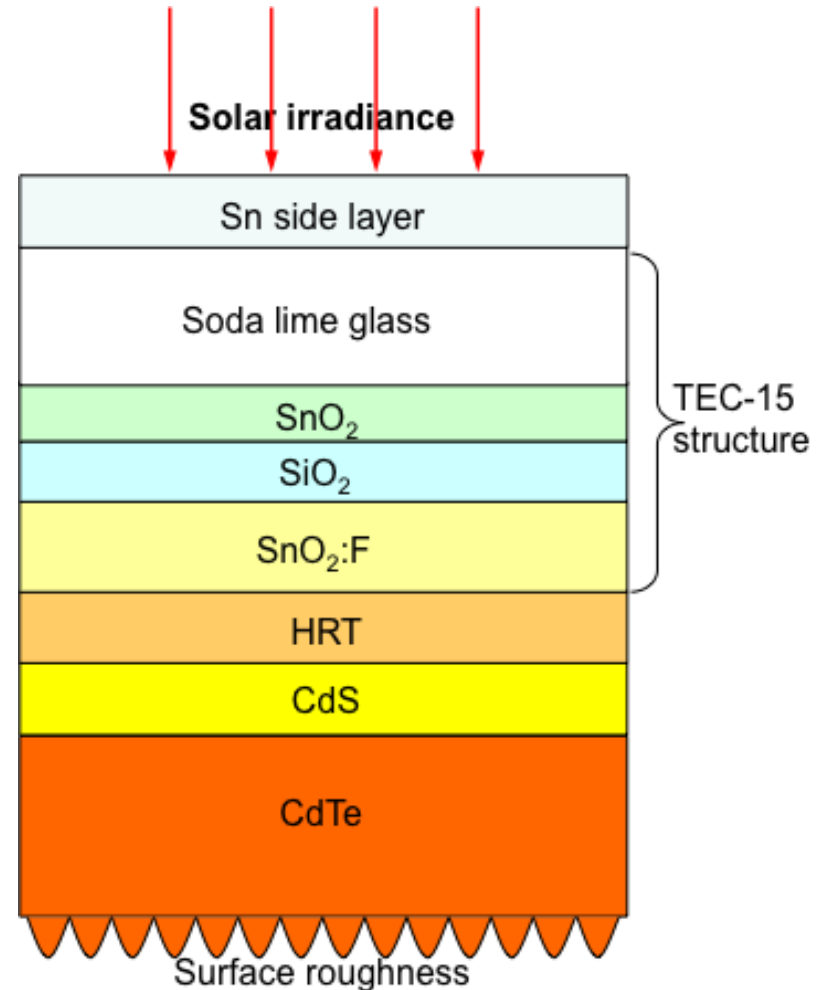 Solar irradiance
Sn side layer
Soda lime glass
SnO₂
SiO₂
SnO₂:F
TEC-15
structure
HRT
CdS
CdTe
Surface roughness